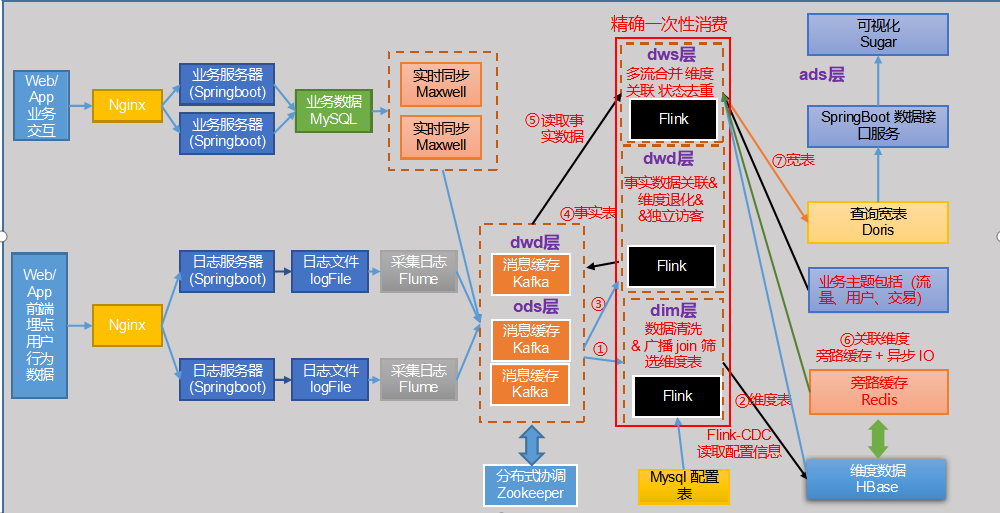 精确一次性消费
Web/
App
业务
交互
Nginx
业务服务器
(Springboot)
业务服务器
(Springboot)
业务数据
MySQL
实时同步
Maxwell
实时同步
Maxwell
Web/
App
前端
埋点
用户
行为
数据
Nginx
日志服务器
(Springboot)
日志文件
logFile
采集日志
Flume
日志服务器
(Springboot)
日志文件
logFile
采集日志
Flume
dwd层
消息缓存
Kafka
ods层
消息缓存
Kafka
消息缓存
Kafka
分布式协调
Zookeeper
⑤读取事
实数据
④事实表
③
①
dws层
多流合并 维度
关联 状态去重
Flink
dwd层
事实数据关联&
维度退化&
&独立访客
Flink
dim层
数据清洗
& 广播 join 筛
选维度表
Flink
②维度表
Flink-CDC
读取配置信息
Mysql 配置
表
可视化
Sugar
ads层
SpringBoot 数据接
口服务
⑦宽表
查询宽表
Doris
业务主题包括（流
量、用户、交易）
⑥关联维度
旁路缓存 + 异步 IO
旁路缓存
Redis
维度数据
HBase